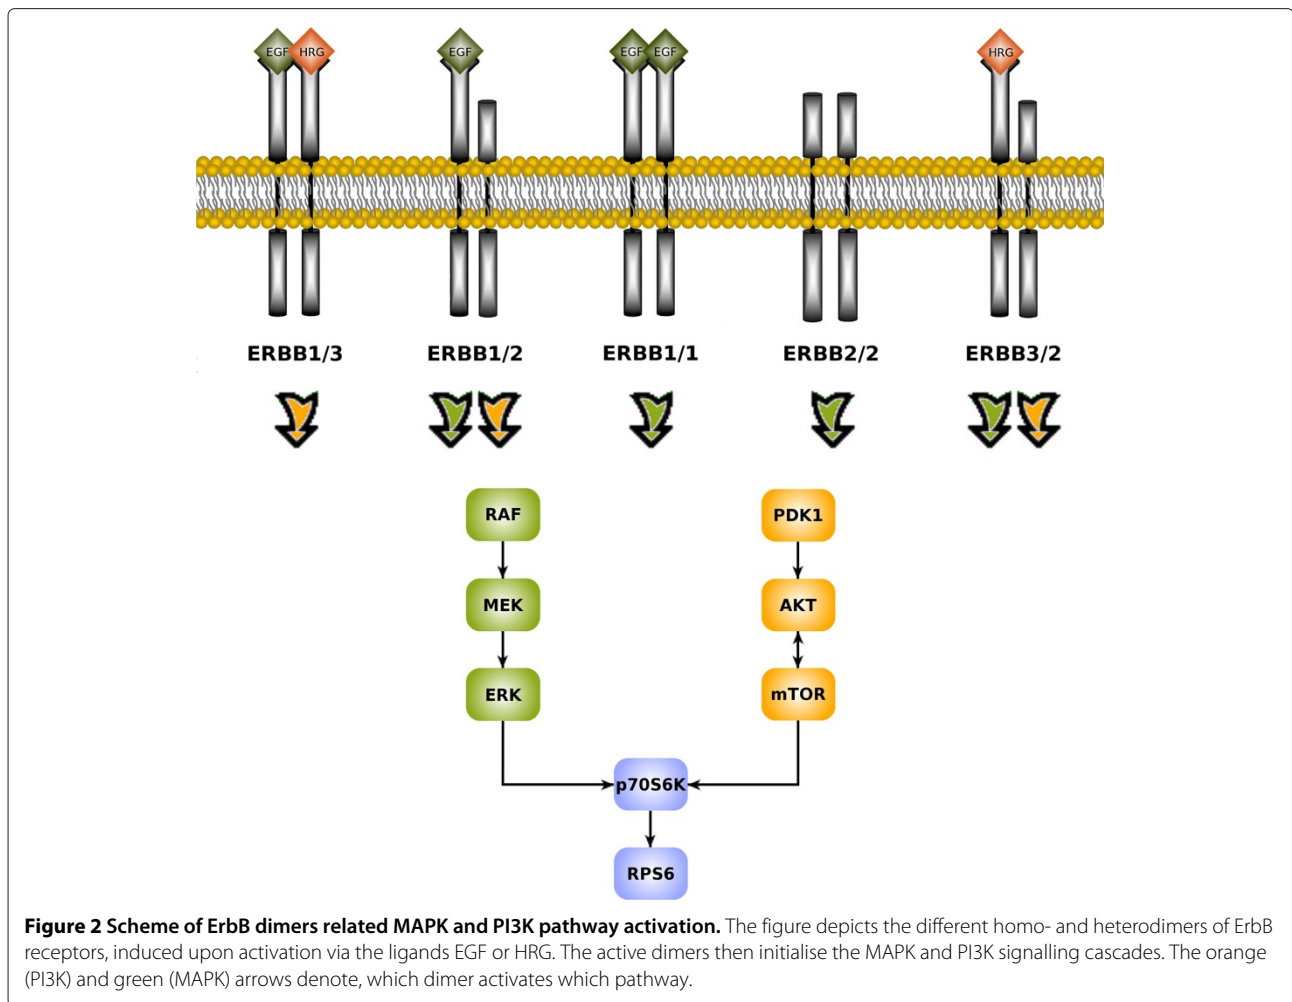 EGF HRG EGF EGF EGF HRG
ERBB1/3 ERBB1/2 ERBB1/1 ERBB2/2 ERBB3/2
RAF PDK1
MEK AKT
ERK mTOR
p70S6K
RPS6
Figure 2 Scheme of ErbB dimers related MAPK and PI3K pathway activation. The figure depicts the different homo- and heterodimers of ErbB
receptors, induced upon activation via the ligands EGF or HRG. The active dimers then initialise the MAPK and PI3K signalling cascades. The orange
(PI3K) and green (MAPK) arrows denote, which dimer activates which pathway.